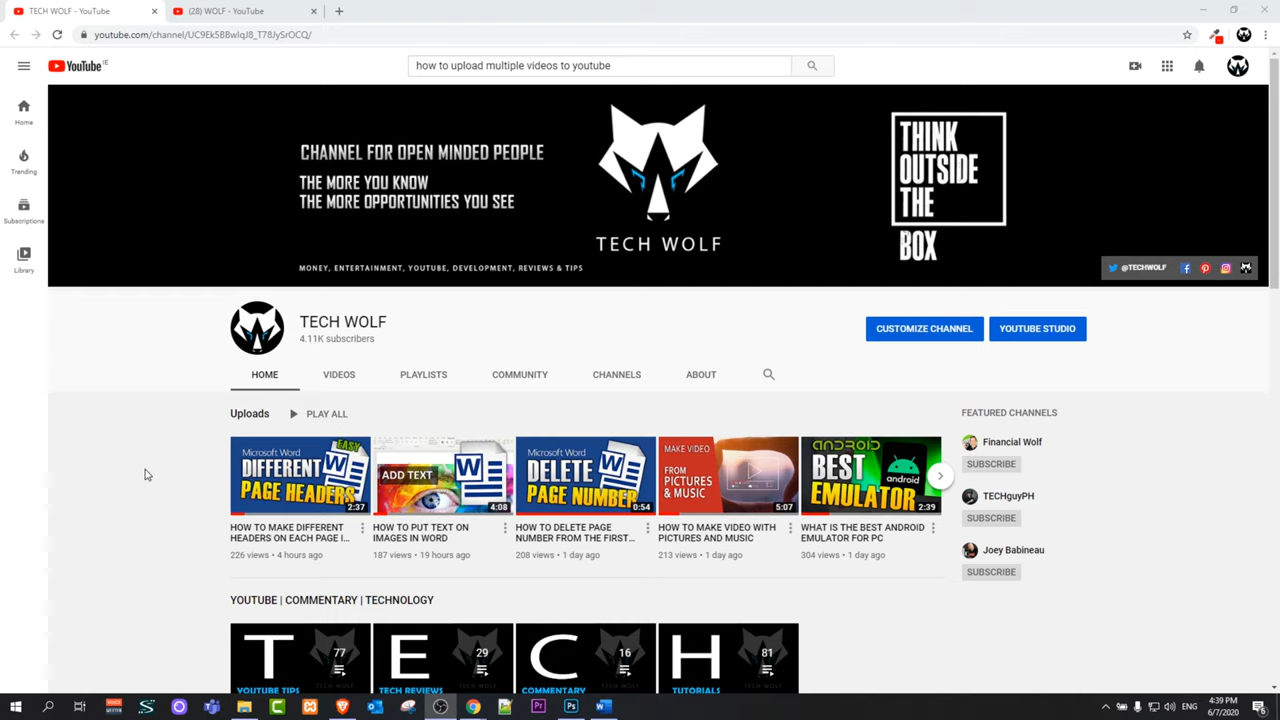 TECH WOLF - YouTube
(28) WOLF - YouTube
youtube.com/channel/UC9Ek5BBwIqJ8_T78JySrOCQ/
YouTube IE
how to upload multiple videos to youtube
Home
Trending
Subscriptions
Library
CHANNEL FOR OPEN MINDED PEOPLE
THE MORE YOU KNOW
THE MORE OPPORTUNITIES YOU SEE
MONEY, ENTERTAINMENT, YOUTUBE, DEVELOPMENT, REVIEWS & TIPS
TECH WOLF
THINK
OUTSIDE
THE
BOX
@TECHWOLF
TECH WOLF
4.11K subscribers
CUSTOMIZE CHANNEL
YOUTUBE STUDIO
HOME
VIDEOS
PLAYLISTS
COMMUNITY
CHANNELS
ABOUT
Uploads
PLAY ALL
Microsoft Word
EASY
DIFFERENT
PAGE HEADERS
2:37
HOW TO MAKE DIFFERENT
HEADERS ON EACH PAGE I...
226 views • 4 hours ago
ADD TEXT
4:08
HOW TO PUT TEXT ON
IMAGES IN WORD
187 views • 19 hours ago
Microsoft Word
DELETE
PAGE NUMBER
0:54
HOW TO DELETE PAGE
NUMBER FROM THE FIRST...
208 views • 1 day ago
MAKE VIDEO
FROM
PICTURES
& MUSIC
5:07
HOW TO MAKE VIDEO WITH
PICTURES AND MUSIC
213 views • 1 day ago
ANDROID
BEST
EMULATOR
android
2:39
WHAT IS THE BEST ANDROID
EMULATOR FOR PC
304 views • 1 day ago
FEATURED CHANNELS
Financial Wolf
SUBSCRIBE
TECHguyPH
SUBSCRIBE
Joey Babineau
SUBSCRIBE
YOUTUBE | COMMENTARY | TECHNOLOGY
T
77
YOUTUBE TIPS
E
29
TECH REVIEWS
C
16
COMMENTARY
H
81
TUTORIALS
ENG
4:39 PM
6/7/2020